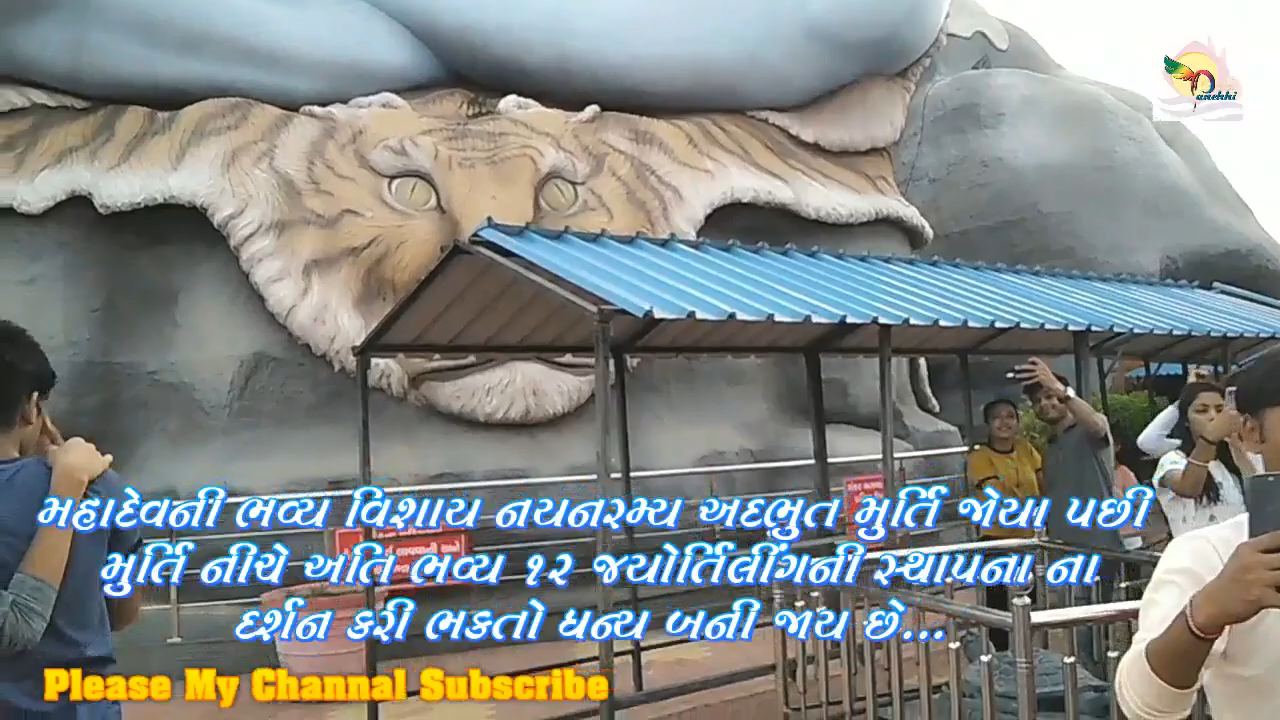 Panchhi
મહાદેવની ભવ્ય વિશાય નયનરમ્ય અદભુત મુર્તિ જોયા પછી
મુર્તિ નીચે અતિ ભવ્ય ૧૨ જયોર્તિલીંગની સ્થાપના ના
દર્શન કરી ભકતો ધન્ય બની જાય છે...
Please My Channal Subscribe